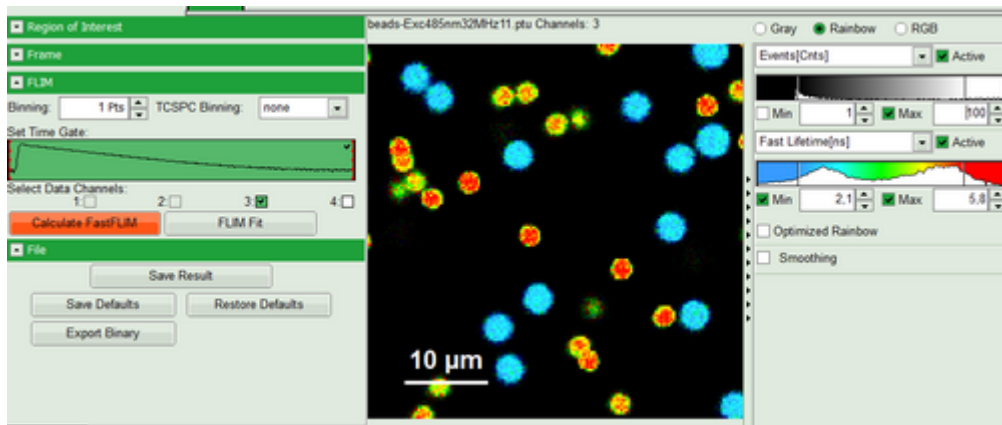 Region of Interest
Frame
FLIM
Binning: 1 Pts TCSPC Binning: none
Set Time Gate:
Select Data Channels:
1: 2: 3: 4:
Calculate FastFLIM FLIM Fit
File
Save Result
Save Defaults Restore Defaults
Export Binary
beads-Exc485nm32MHz11.ptu Channels: 3
10 µm
Gray Rainbow RGB
Events[Cnts] Active
Min 1 Max 100
Fast Lifetime[ns] Active
Min 2,1 Max 5,8
Optimized Rainbow
Smoothing